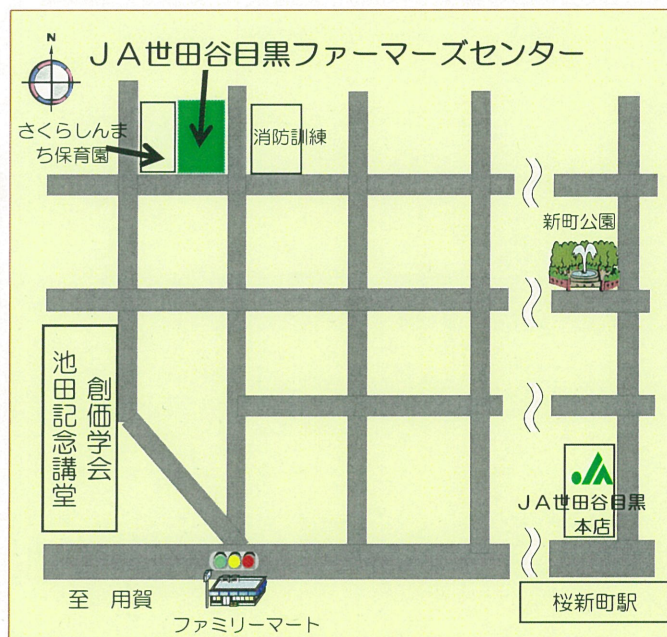 N
JA世田谷目黒ファーマーズセンター
さくらしんま
ち保育園
消防訓練
新町公園
創価学会
池田記念講堂
JA世田谷目黒
本店
至 用賀
ファミリーマート
桜新町駅